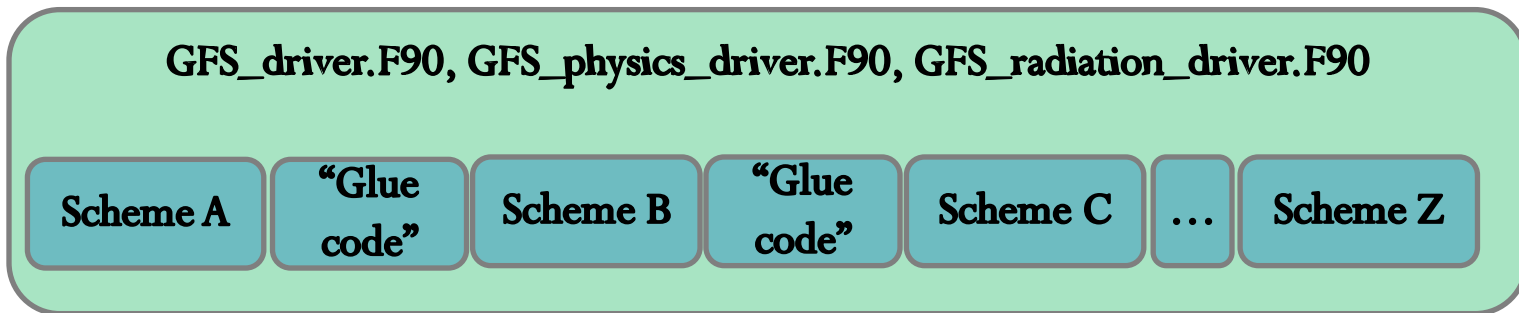 GFS_driver.F90, GFS_physics_driver.F90, GFS_radiation_driver.F90
Scheme A
“Glue
code”
Scheme B
“Glue
code”
Scheme C
...
Scheme Z